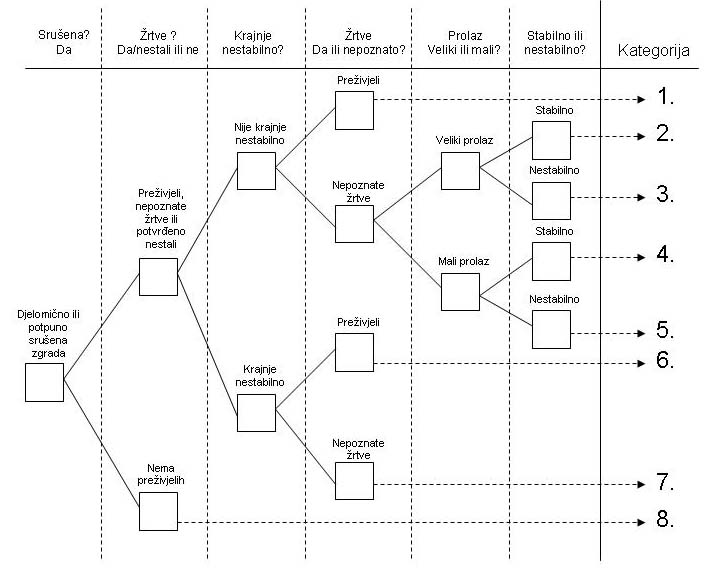 Srušena?
Da
Žrtve ?
Da/nestali ili ne
Krajnje
nestabilno?
Žrtve
Da ili nepoznato?
Prolaz
Veliki ili mali?
Stabilno ili
nestabilno?
Kategorija
Preživjeli
1.
Nije krajnje
nestabilno
Stabilno
2.
Veliki prolaz
Nestabilno
3.
Preživjeli,
nepoznate
žrtve ili
potvrđeno
nestali
Nepoznate
žrtve
Stabilno
4.
Mali prolaz
Nestabilno
5.
Djelomično ili
potpuno
srušena
zgrada
Preživjeli
6.
Krajnje
nestabilno
Nepoznate
žrtve
7.
Nema
preživjelih
8.